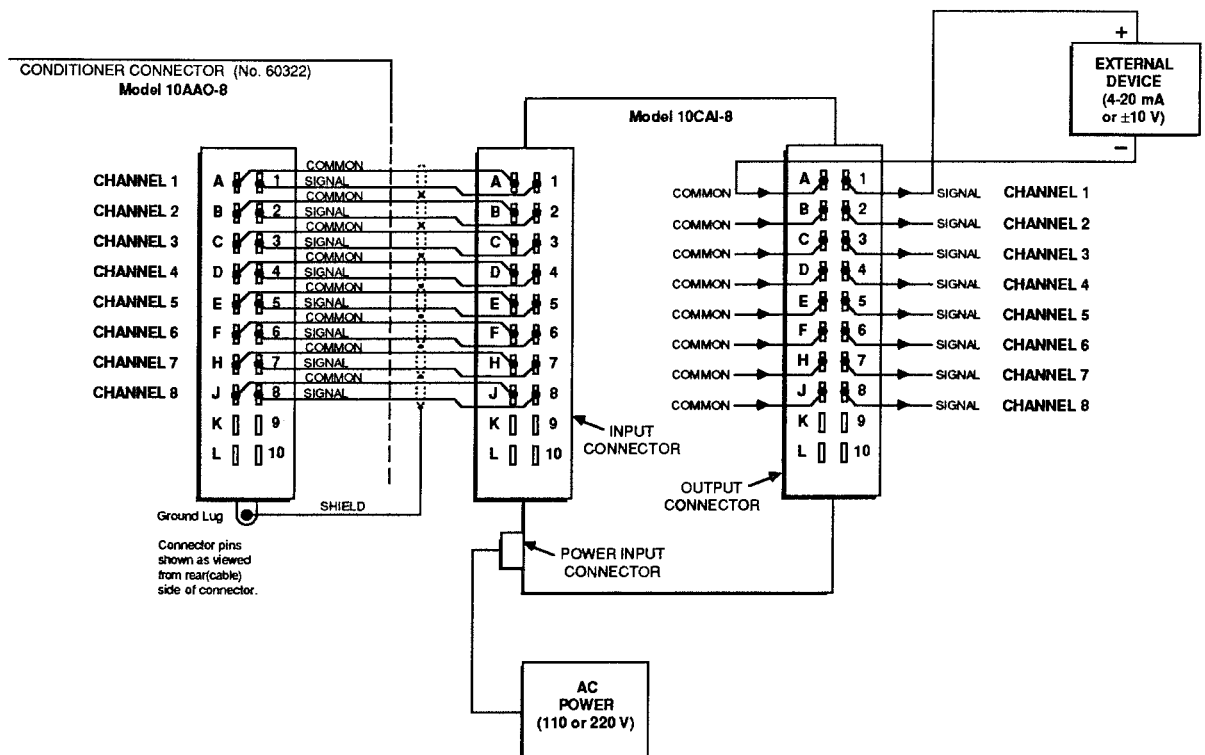 CONDITIONER CONNECTOR (No. 60322)
Model 10AAO-8
CHANNEL 1
CHANNEL 2
CHANNEL 3
CHANNEL 4
CHANNEL 5
CHANNEL 6
CHANNEL 7
CHANNEL 8
A 1
B 2
C 3
D 4
E 5
F 6
H 7
J 8
K 9
L 10
COMMON
SIGNAL
COMMON
SIGNAL
COMMON
SIGNAL
COMMON
SIGNAL
COMMON
SIGNAL
COMMON
SIGNAL
COMMON
SIGNAL
COMMON
SIGNAL
Ground Lug
SHIELD
Connector pins
shown as viewed
from rear(cable)
side of connector.
Model 10CAI-8
A 1
B 2
C 3
D 4
E 5
F 6
H 7
J 8
K 9
L 10
INPUT
CONNECTOR
POWER INPUT
CONNECTOR
AC
POWER
(110 or 220 V)
COMMON
COMMON
COMMON
COMMON
COMMON
COMMON
COMMON
COMMON
A 1
B 2
C 3
D 4
E 5
F 6
H 7
J 8
K 9
L 10
OUTPUT
CONNECTOR
SIGNAL CHANNEL 1
SIGNAL CHANNEL 2
SIGNAL CHANNEL 3
SIGNAL CHANNEL 4
SIGNAL CHANNEL 5
SIGNAL CHANNEL 6
SIGNAL CHANNEL 7
SIGNAL CHANNEL 8
+
EXTERNAL
DEVICE
(4-20 mA
or ±10 V)
−